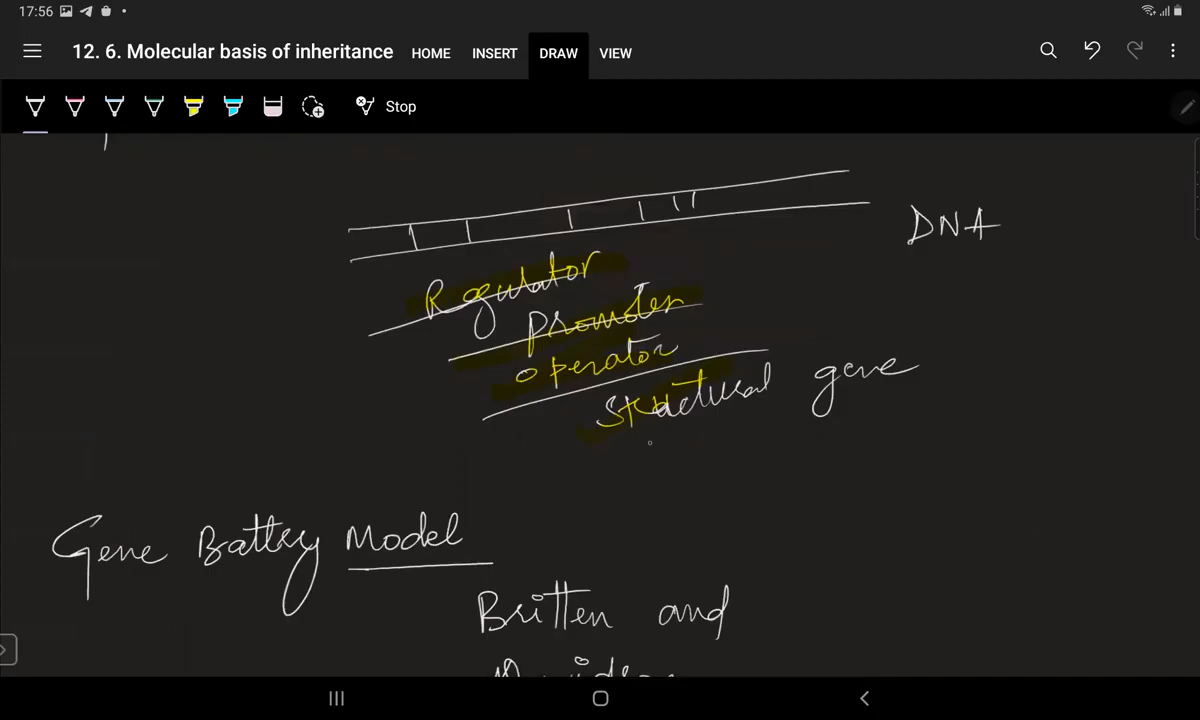 17:56
12. 6. Molecular basis of inheritance HOME INSERT DRAW VIEW
Stop
DNA
Regulator
Promoter
Operator
Structural gene
Gene Battery Model
Britten and